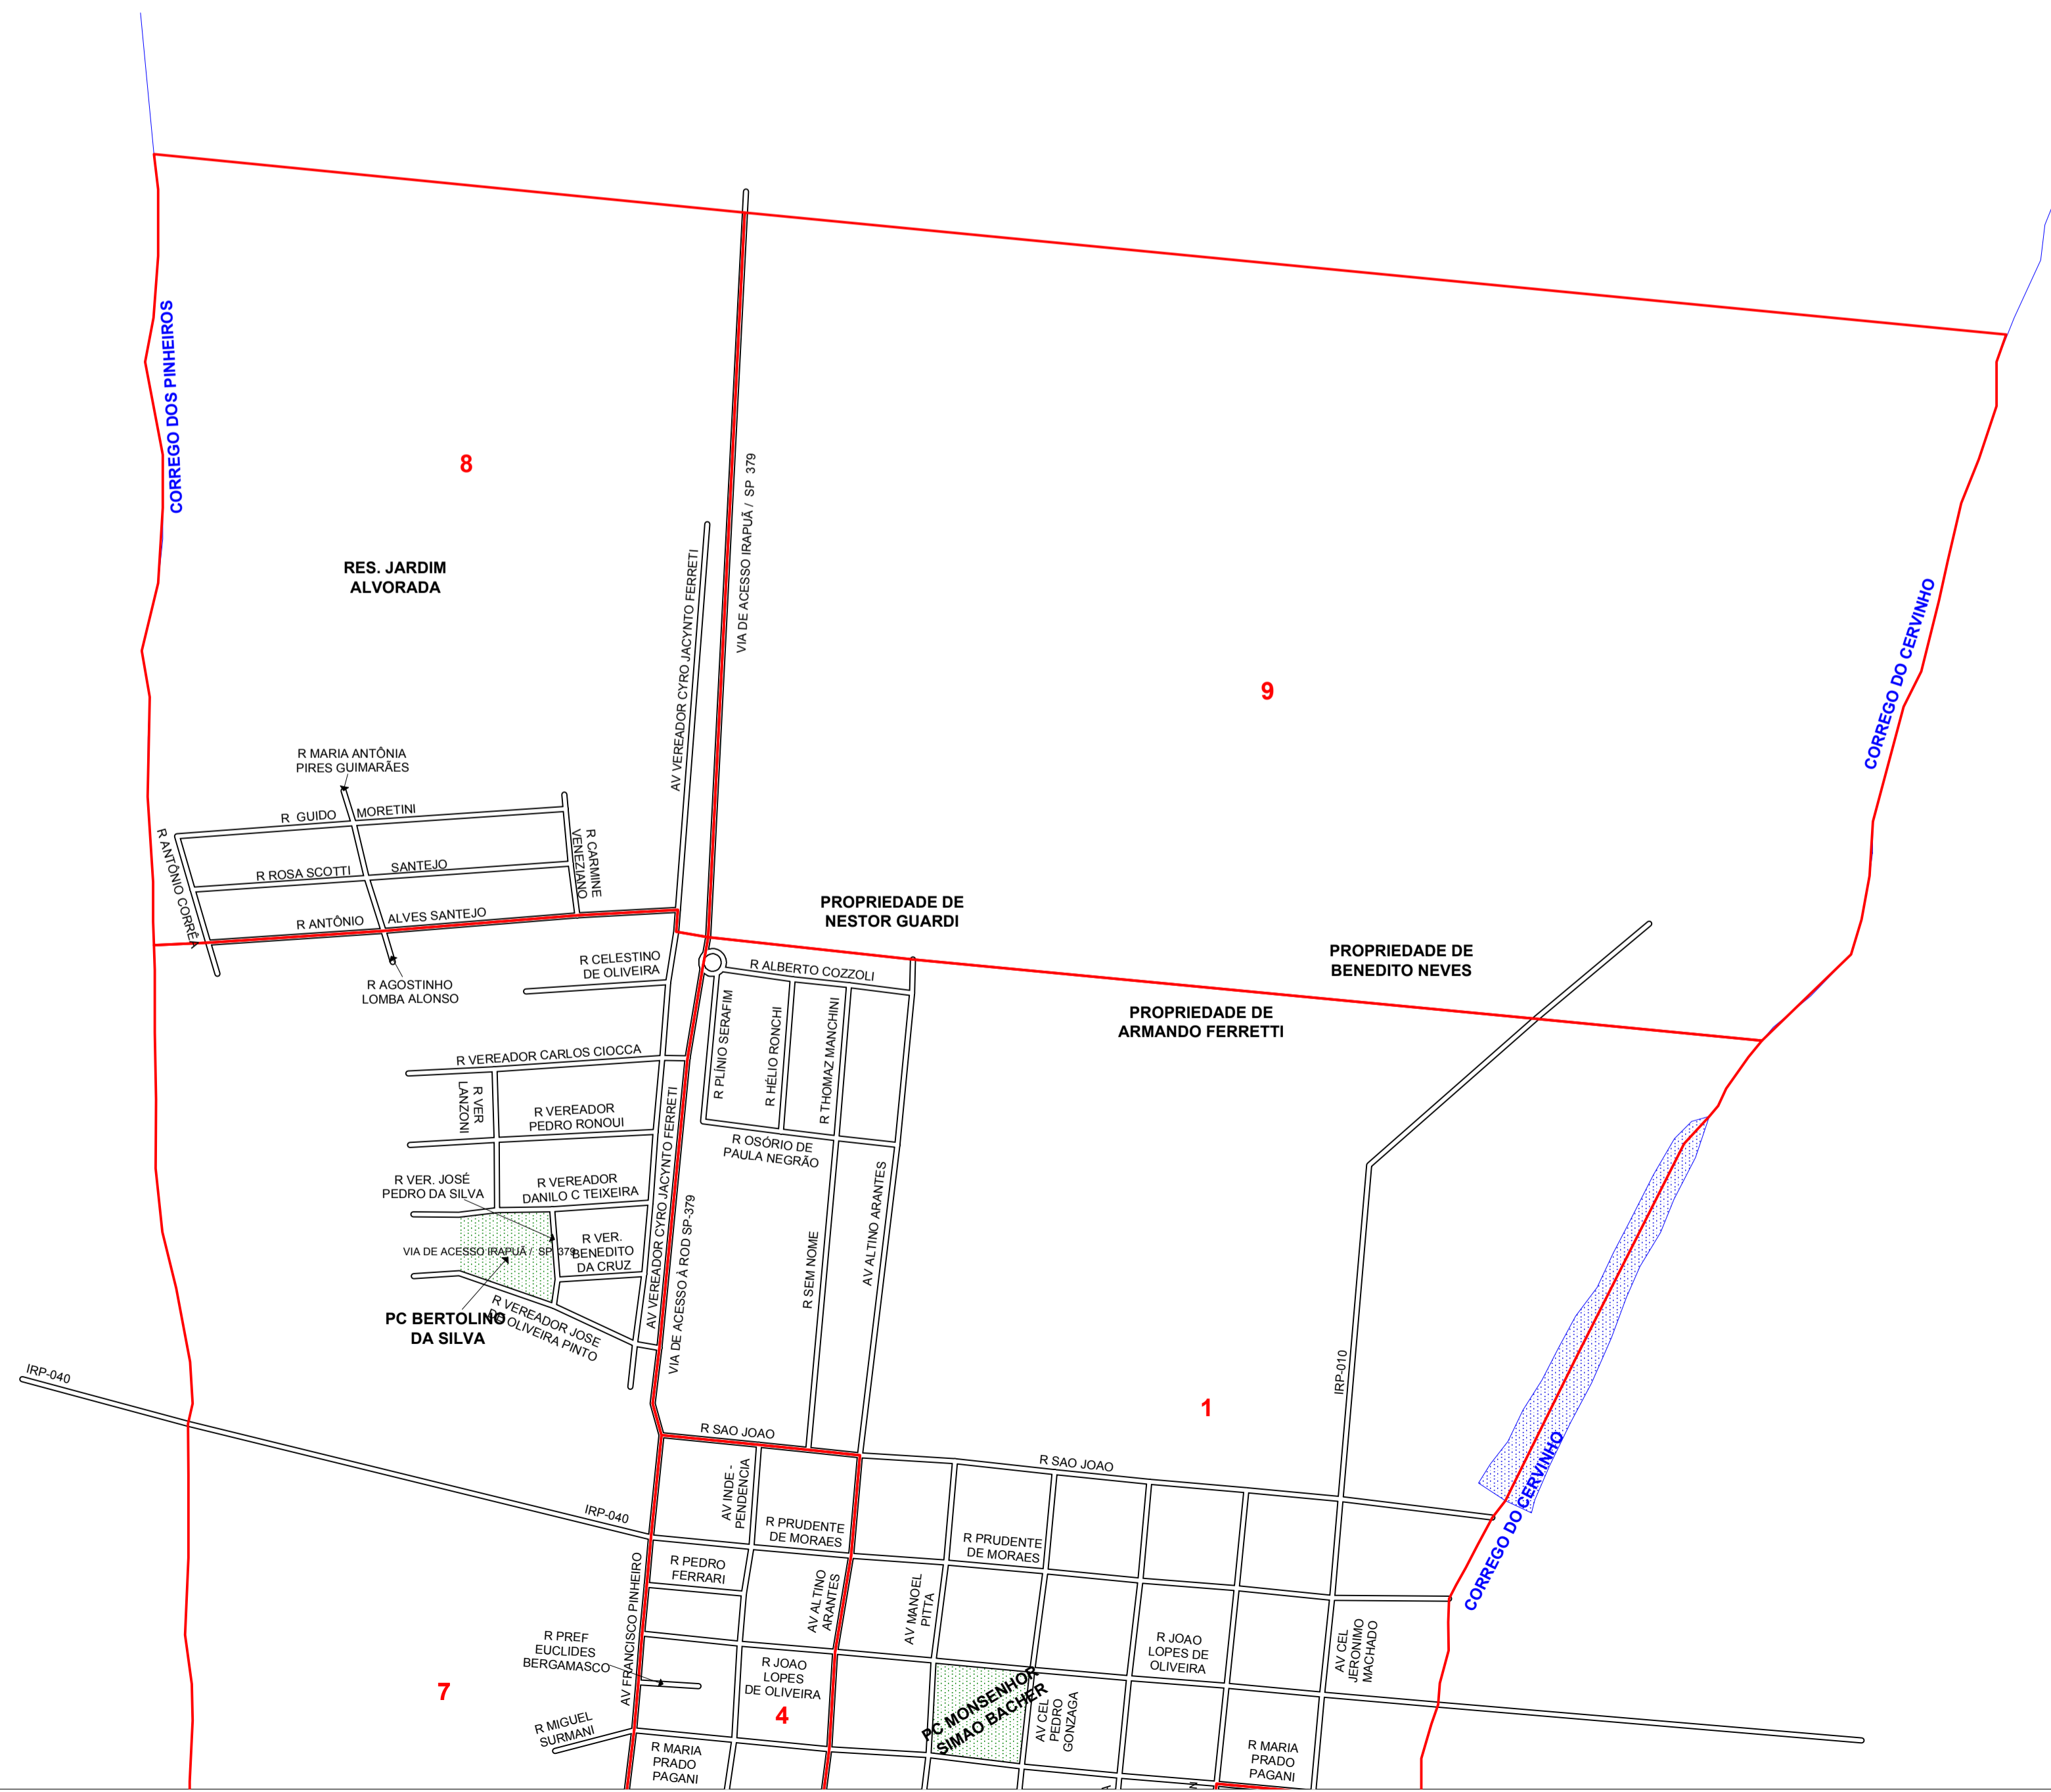 CORREGO DOS PINHEIROS
8
RES. JARDIM
ALVORADA
VIA DE ACESSO IRAPUÃ / SP 379
AV VEREADOR CYRO JACYNTO FERRETI
9
CORREGO DO CERVINHO
R MARIA ANTÔNIA
PIRES GUIMARÃES
R GUIDO MORETINI
R CARMINE
VENEZIANO
R ANTÔNIO CORRÊA
R ROSA SCOTTI SANTEJO
R ANTÔNIO ALVES SANTEJO
R AGOSTINHO
LOMBA ALONSO
PROPRIEDADE DE
NESTOR GUARDI
PROPRIEDADE DE
BENEDITO NEVES
PROPRIEDADE DE
ARMANDO FERRETTI
R CELESTINO
DE OLIVEIRA
R ALBERTO COZZOLI
R PLÍNIO SERAFIM
R HÉLIO RONCHI
R THOMAZ MANCHINI
R VEREADOR CARLOS CIOCCA
R VER
LANZONI
R VEREADOR
PEDRO RONOUI
R OSÓRIO DE
PAULA NEGRÃO
R VER. JOSÉ
PEDRO DA SILVA
R VEREADOR
DANILO C TEIXEIRA
AV VEREADOR CYRO JACYNTO FERRETI
VIA DE ACESSO À ROD SP-379
AV ALTINO ARANTES
R SEM NOME
VIA DE ACESSO IRAPUÃ / SP 379
R VER.
BENEDITO
DA CRUZ
PC BERTOLINO
DA SILVA
R VEREADOR JOSE
DE OLIVEIRA PINTO
IRP-040
IRP-010
1
R SAO JOAO
R SAO JOAO
CORREGO DO CERVINHO
AV INDE -
PENDENCIA
IRP-040
R PRUDENTE
DE MORAES
R PRUDENTE
DE MORAES
R PEDRO
FERRARI
AV FRANCISCO PINHEIRO
AV ALTINO
ARANTES
AV MANOEL
PITTA
R PREF
EUCLIDES
BERGAMASCO
R JOAO
LOPES
DE OLIVEIRA
R JOAO
LOPES DE
OLIVEIRA
AV CEL
JERONIMO
MACHADO
7
4
PC MONSENHOR
SIMAO BACHER
AV CEL
PEDRO
GONZAGA
R MIGUEL
SURMANI
R MARIA
PRADO
PAGANI
R MARIA
PRADO
PAGANI